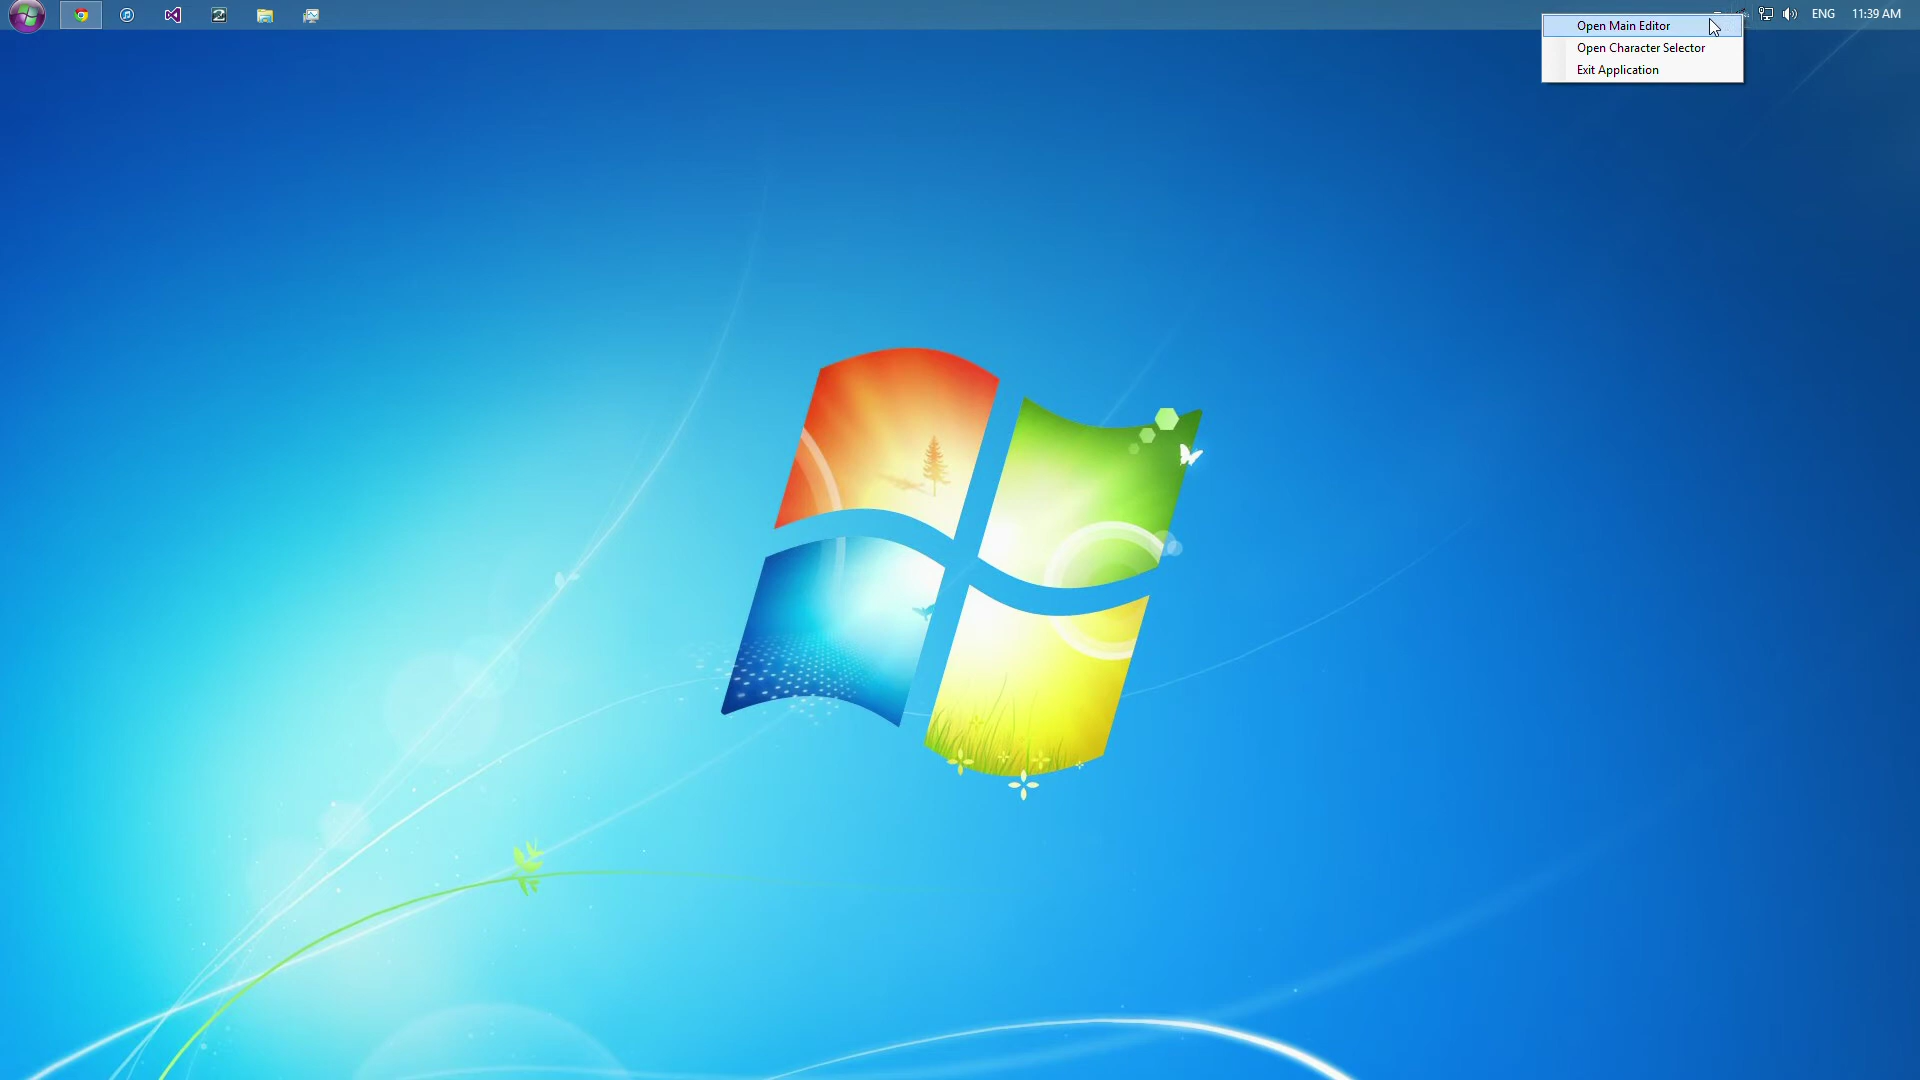 ENG 11:39 AM
Open Main Editor
Open Character Selector
Exit Application